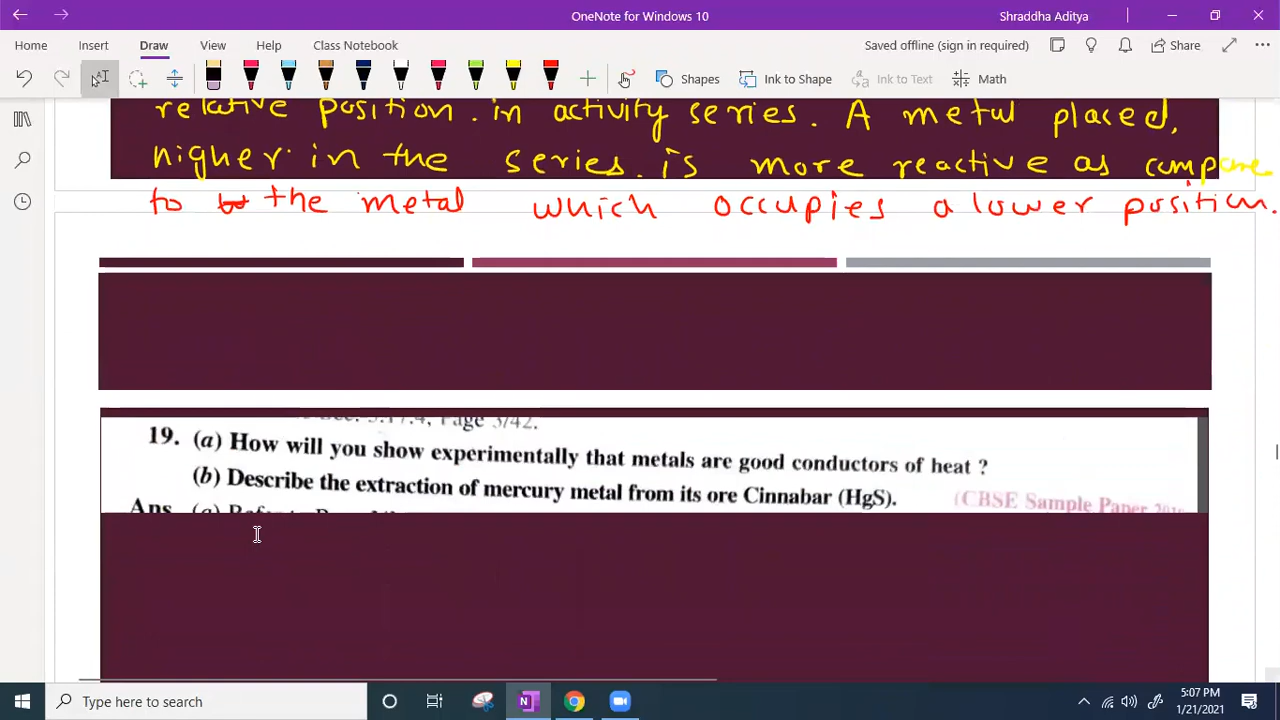 OneNote for Windows 10
Shraddha Aditya
Home Insert Draw View Help Class Notebook
Saved offline (sign in required)
Share
Shapes
Ink to Shape
Ink to Text
Math
relative position. in activity series. A metal placed,
higher in the series. is more reactive as compare
to the metal which occupies a lower position.
Page 3/42.
19. (a) How will you show experimentally that metals are good conductors of heat ?
(b) Describe the extraction of mercury metal from its ore Cinnabar (HgS).
(CBSE Sample Paper
Ans (a)
Type here to search
5:07 PM
1/21/2021